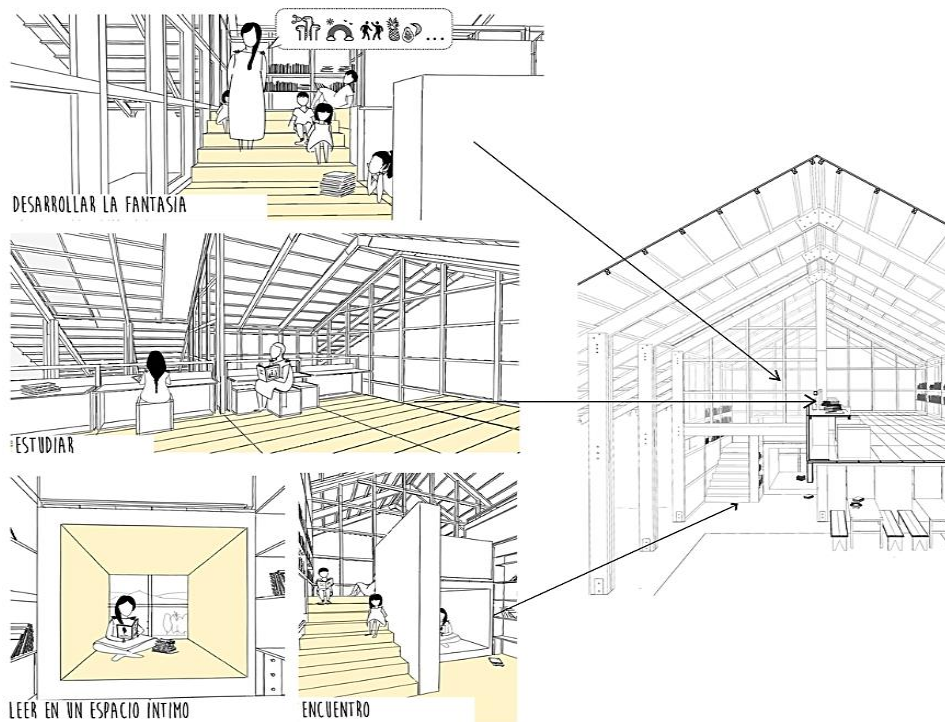 DESARROLLAR LA FANTASIA
ESTUDIAR
LEER EN UN ESPACIO ÍNTIMO
ENCUENTRO